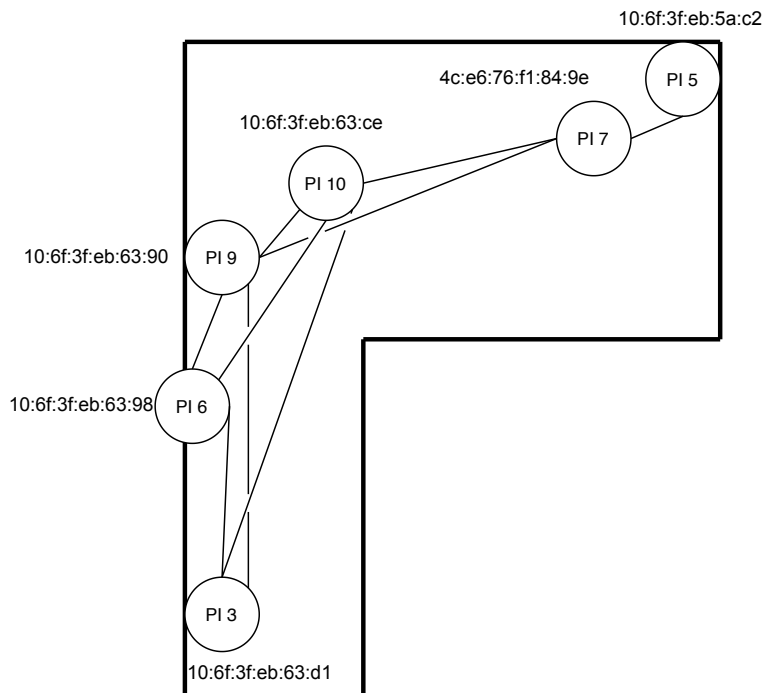 10:6f:3f:eb:5a:c2
4c:e6:76:f1:84:9e
PI 5
10:6f:3f:eb:63:ce
PI 7
PI 10
10:6f:3f:eb:63:90
PI 9
10:6f:3f:eb:63:98
PI 6
PI 3
10:6f:3f:eb:63:d1